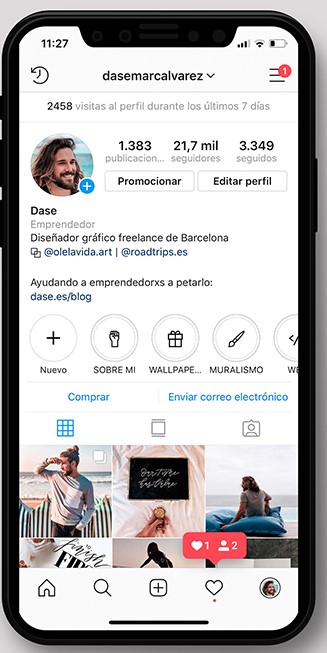 11:27
dasemarcalvarez
1
2458 visitas al perfil durante los últimos 7 días
1.383 21,7 mil 3.349
publicacion... seguidores seguidos
Promocionar Editar perfil
Dase
Emprendedor
Diseñador gráfico freelance de Barcelona
@olelavida.art | @roadtrips.es
Ayudando a emprendedorxs a petarlo:
dase.es/blog
Nuevo SOBRE MI WALLPAPE... MURALISMO WE
Comprar Enviar correo electrónico
finish
FIRS
1 2